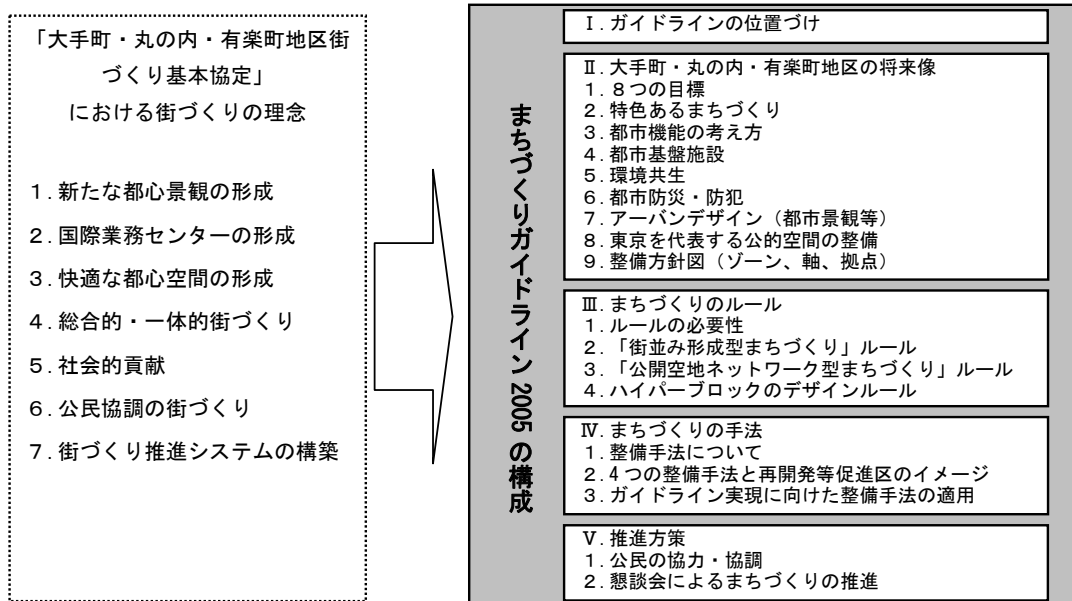 「大手町・丸の内・有楽町地区街
づくり基本協定」
における街づくりの理念
１．新たな都心景観の形成
２．国際業務センターの形成
３．快適な都心空間の形成
４．総合的・一体的街づくり
５．社会的貢献
６．公民協調の街づくり
７．街づくり推進システムの構築
まちづくりガイドライン 2005 の構成
Ⅰ．ガイドラインの位置づけ
Ⅱ．大手町・丸の内・有楽町地区の将来像
１．８つの目標
２．特色あるまちづくり
３．都市機能の考え方
４．都市基盤施設
５．環境共生
６．都市防災・防犯
７．アーバンデザイン（都市景観等）
８．東京を代表する公的空間の整備
９．整備方針図（ゾーン、軸、拠点）
Ⅲ．まちづくりのルール
１．ルールの必要性
２．「街並み形成型まちづくり」ルール
３．「公開空地ネットワーク型まちづくり」ルール
４．ハイパーブロックのデザインルール
Ⅳ．まちづくりの手法
１．整備手法について
２．4 つの整備手法と再開発等促進区のイメージ
３．ガイドライン実現に向けた整備手法の適用
Ⅴ．推進方策
１．公民の協力・協調
２．懇談会によるまちづくりの推進